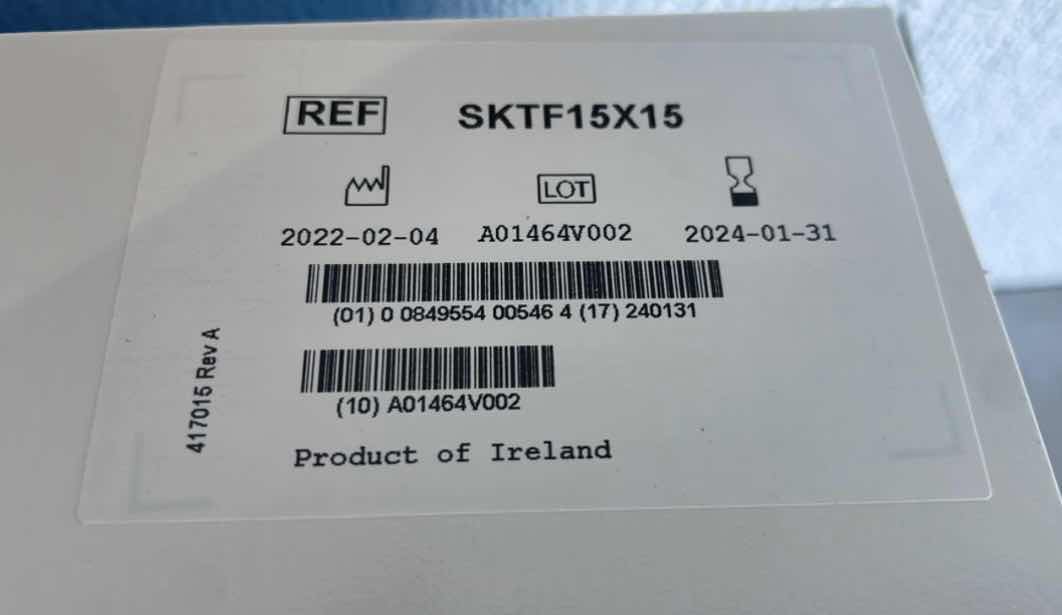 REF SKTF15X15
LOT
2022-02-04 A01464V002 2024-01-31
(01) 0 0849554 00546 4 (17) 240131
(10) A01464V002
417015 Rev A
Product of Ireland